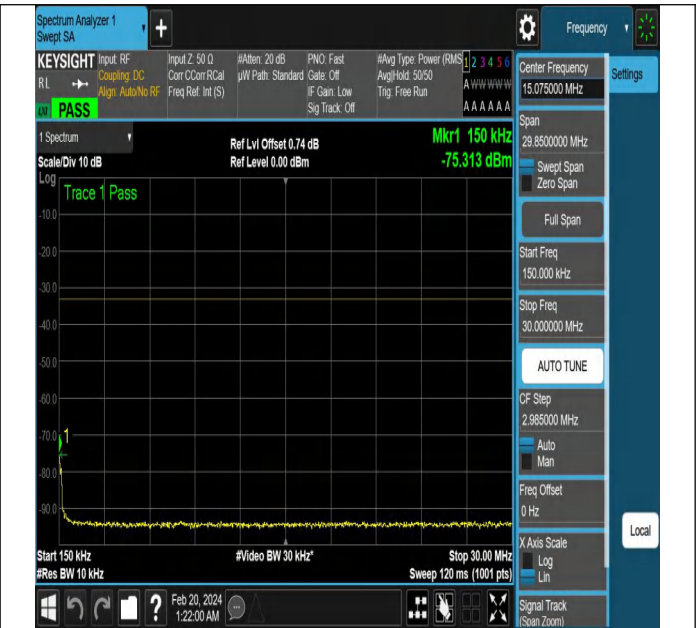 Spectrum Analyzer 1
Swept SA
+
Frequency
KEYSIGHT
RL
PASS
Input: RF
Coupling: DC
Align: Auto/No RF
Input Z: 50 Ω
Corr CCorr RCal
Freq Ref: Int (S)
#Atten: 20 dB
µW Path: Standard
PNO: Fast
Gate: Off
IF Gain: Low
Sig Track: Off
#Avg Type: Power (RMS
Avg|Hold: 50/50
Trig: Free Run
1 2 3 4 5 6
A W W W W W
A A A A A A
1 Spectrum
Scale/Div 10 dB
Ref Lvl Offset 0.74 dB
Ref Level 0.00 dBm
Mkr1 150 kHz
-75.313 dBm
Log
Trace 1 Pass
-10.0
-20.0
-30.0
-40.0
-50.0
-60.0
-70.0
1
-80.0
-90.0
Start 150 kHz
#Res BW 10 kHz
#Video BW 30 kHz*
Stop 30.00 MHz
Sweep 120 ms (1001 pts)
Feb 20, 2024
1:22:00 AM
Center Frequency
15.075000 MHz
Settings
Span
29.8500000 MHz
Swept Span
Zero Span
Full Span
Start Freq
150.000 kHz
Stop Freq
30.000000 MHz
AUTO TUNE
CF Step
2.985000 MHz
Auto
Man
Freq Offset
0 Hz
X Axis Scale
Log
Lin
Local
Signal Track
(Span Zoom)